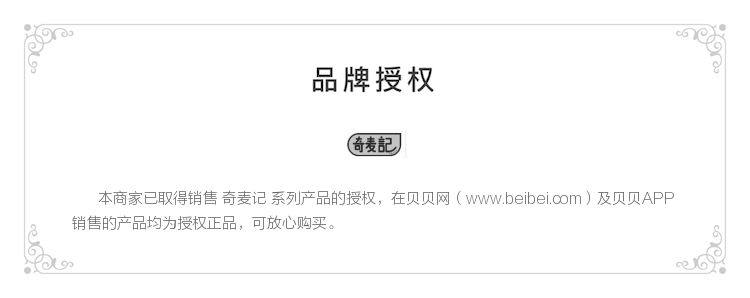 品牌授权
奇麦記
本商家已取得销售 奇麦记 系列产品的授权，在贝贝网（www.beibei.com）及贝贝APP
销售的产品均为授权正品，可放心购买。